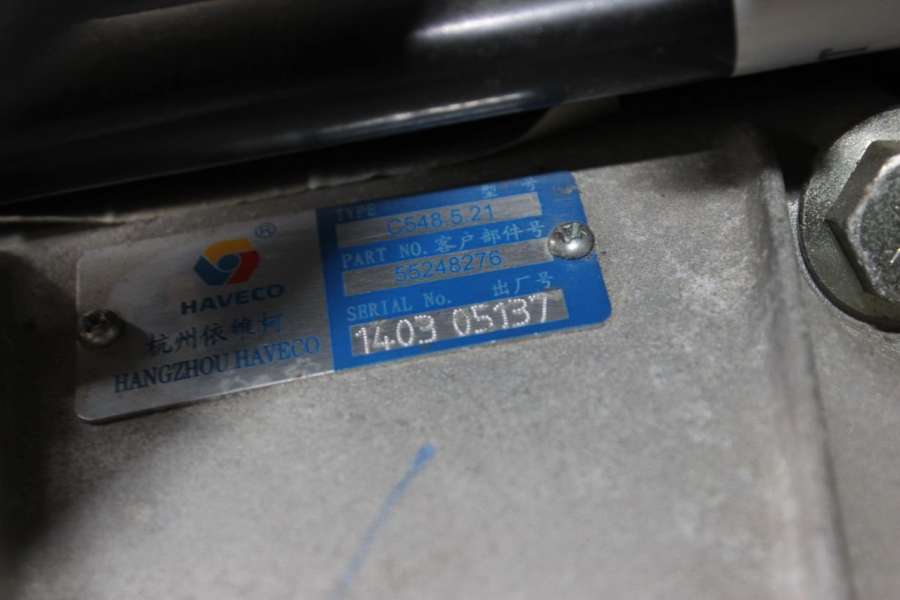 ®
HAVECO
杭州依维柯
HANGZHOU HAVECO
TYPE 型 号
C548.5.21
PART NO. 客户部件号
55248276
SERIAL No. 出厂号
1403 05137